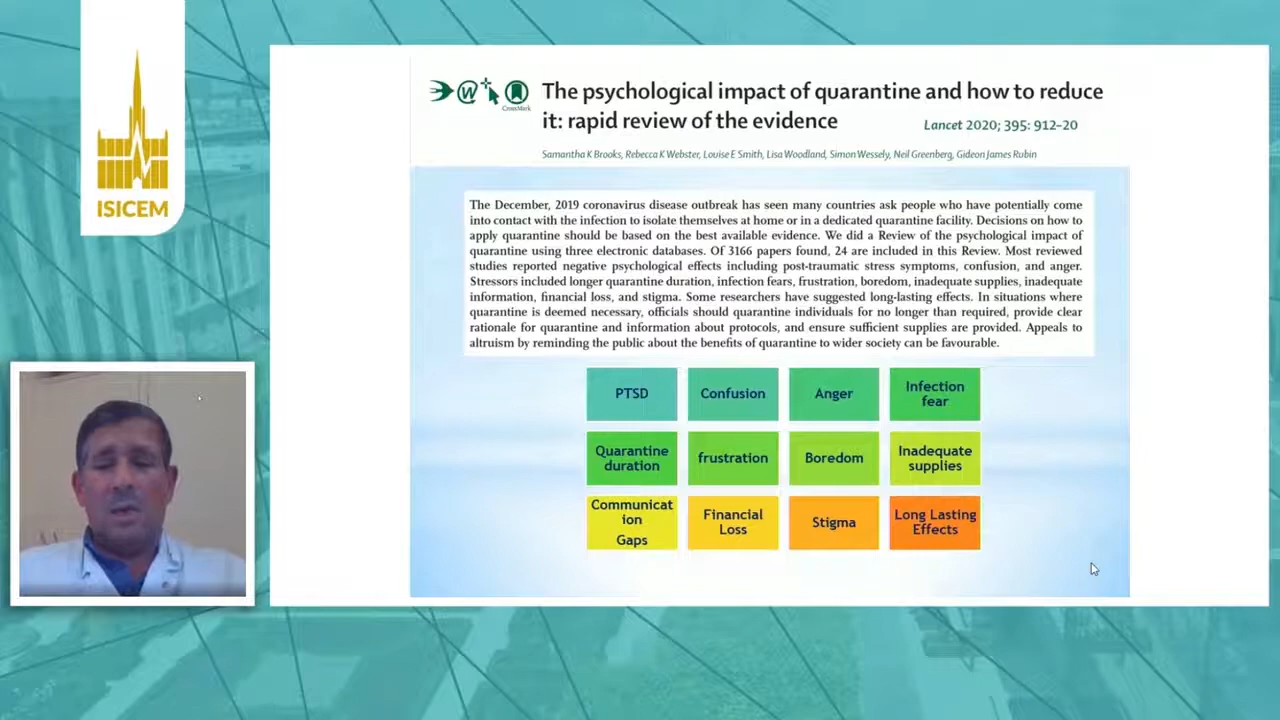 ISICEM
CrossMark
The psychological impact of quarantine and how to reduce
it: rapid review of the evidence
Lancet 2020; 395: 912–20
Samantha K Brooks, Rebecca K Webster, Louise E Smith, Lisa Woodland, Simon Wessely, Neil Greenberg, Gideon James Rubin
The December, 2019 coronavirus disease outbreak has seen many countries ask people who have potentially come
into contact with the infection to isolate themselves at home or in a dedicated quarantine facility. Decisions on how to
apply quarantine should be based on the best available evidence. We did a Review of the psychological impact of
quarantine using three electronic databases. Of 3166 papers found, 24 are included in this Review. Most reviewed
studies reported negative psychological effects including post-traumatic stress symptoms, confusion, and anger.
Stressors included longer quarantine duration, infection fears, frustration, boredom, inadequate supplies, inadequate
information, financial loss, and stigma. Some researchers have suggested long-lasting effects. In situations where
quarantine is deemed necessary, officials should quarantine individuals for no longer than required, provide clear
rationale for quarantine and information about protocols, and ensure sufficient supplies are provided. Appeals to
altruism by reminding the public about the benefits of quarantine to wider society can be favourable.
PTSD
Confusion
Anger
Infection
fear
Quarantine
duration
frustration
Boredom
Inadequate
supplies
Communicat
ion
Gaps
Financial
Loss
Stigma
Long Lasting
Effects